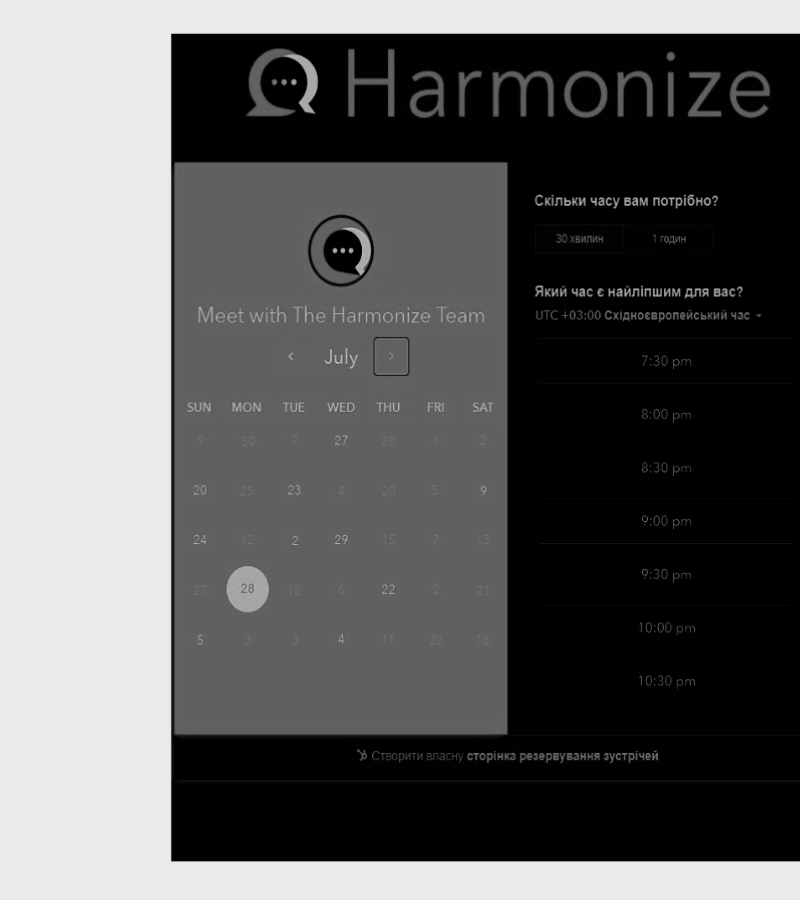 Harmonize
Meet with The Harmonize Team
July
SUN MON TUE WED THU FRI SAT
9 30 7 27 28 1 2
20 25 23 4 20 5 9
24 12 2 29 15 7 13
27 28 18 6 22 2 21
5 3 3 4 11 22 18
Скільки часу вам потрібно?
30 хвилин 1 годин
Який час є найліпшим для вас?
UTC +03:00 Східноєвропейський час
7:30 pm
8:00 pm
8:30 pm
9:00 pm
9:30 pm
10:00 pm
10:30 pm
Створити власну сторінка резервування зустрічей